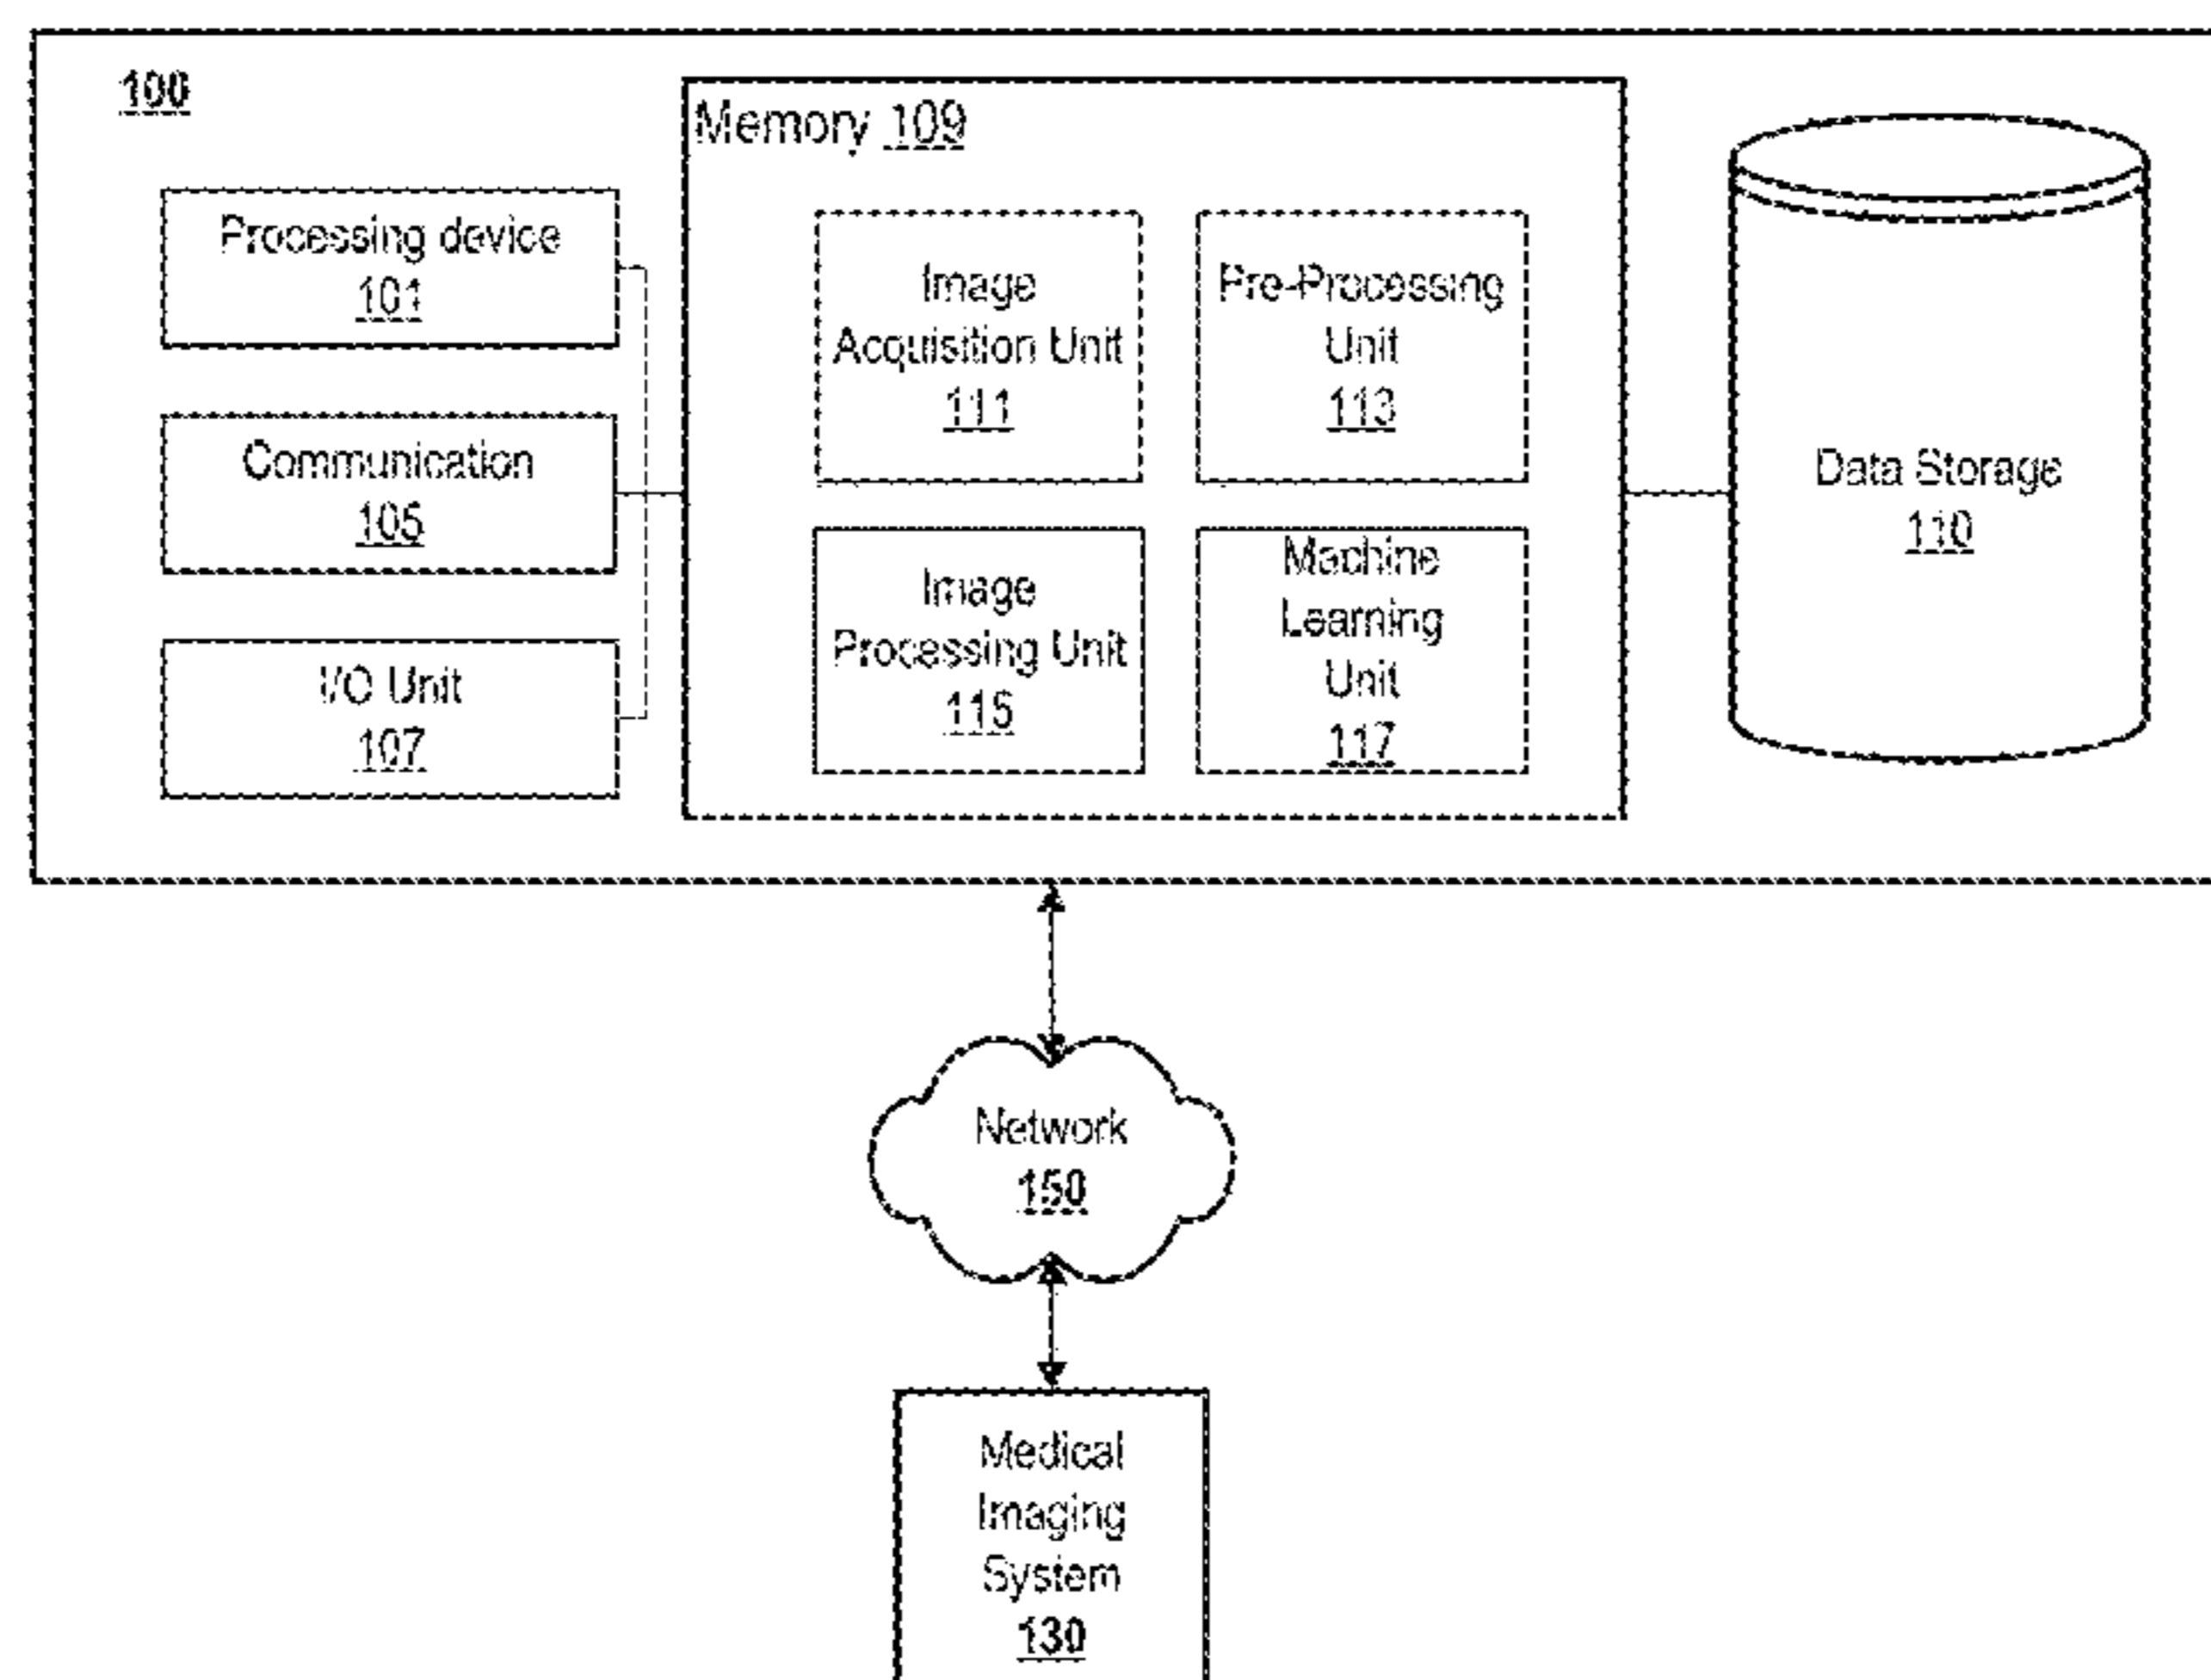 100
Memory 109
Processing device
101
Communication
105
I/O Unit
107
Image
Acquisition Unit
111
Pre-Processing
Unit
113
Image
Processing Unit
115
Machine
Learning
Unit
117
Data Storage
110
Network
150
Medical
Imaging
System
130